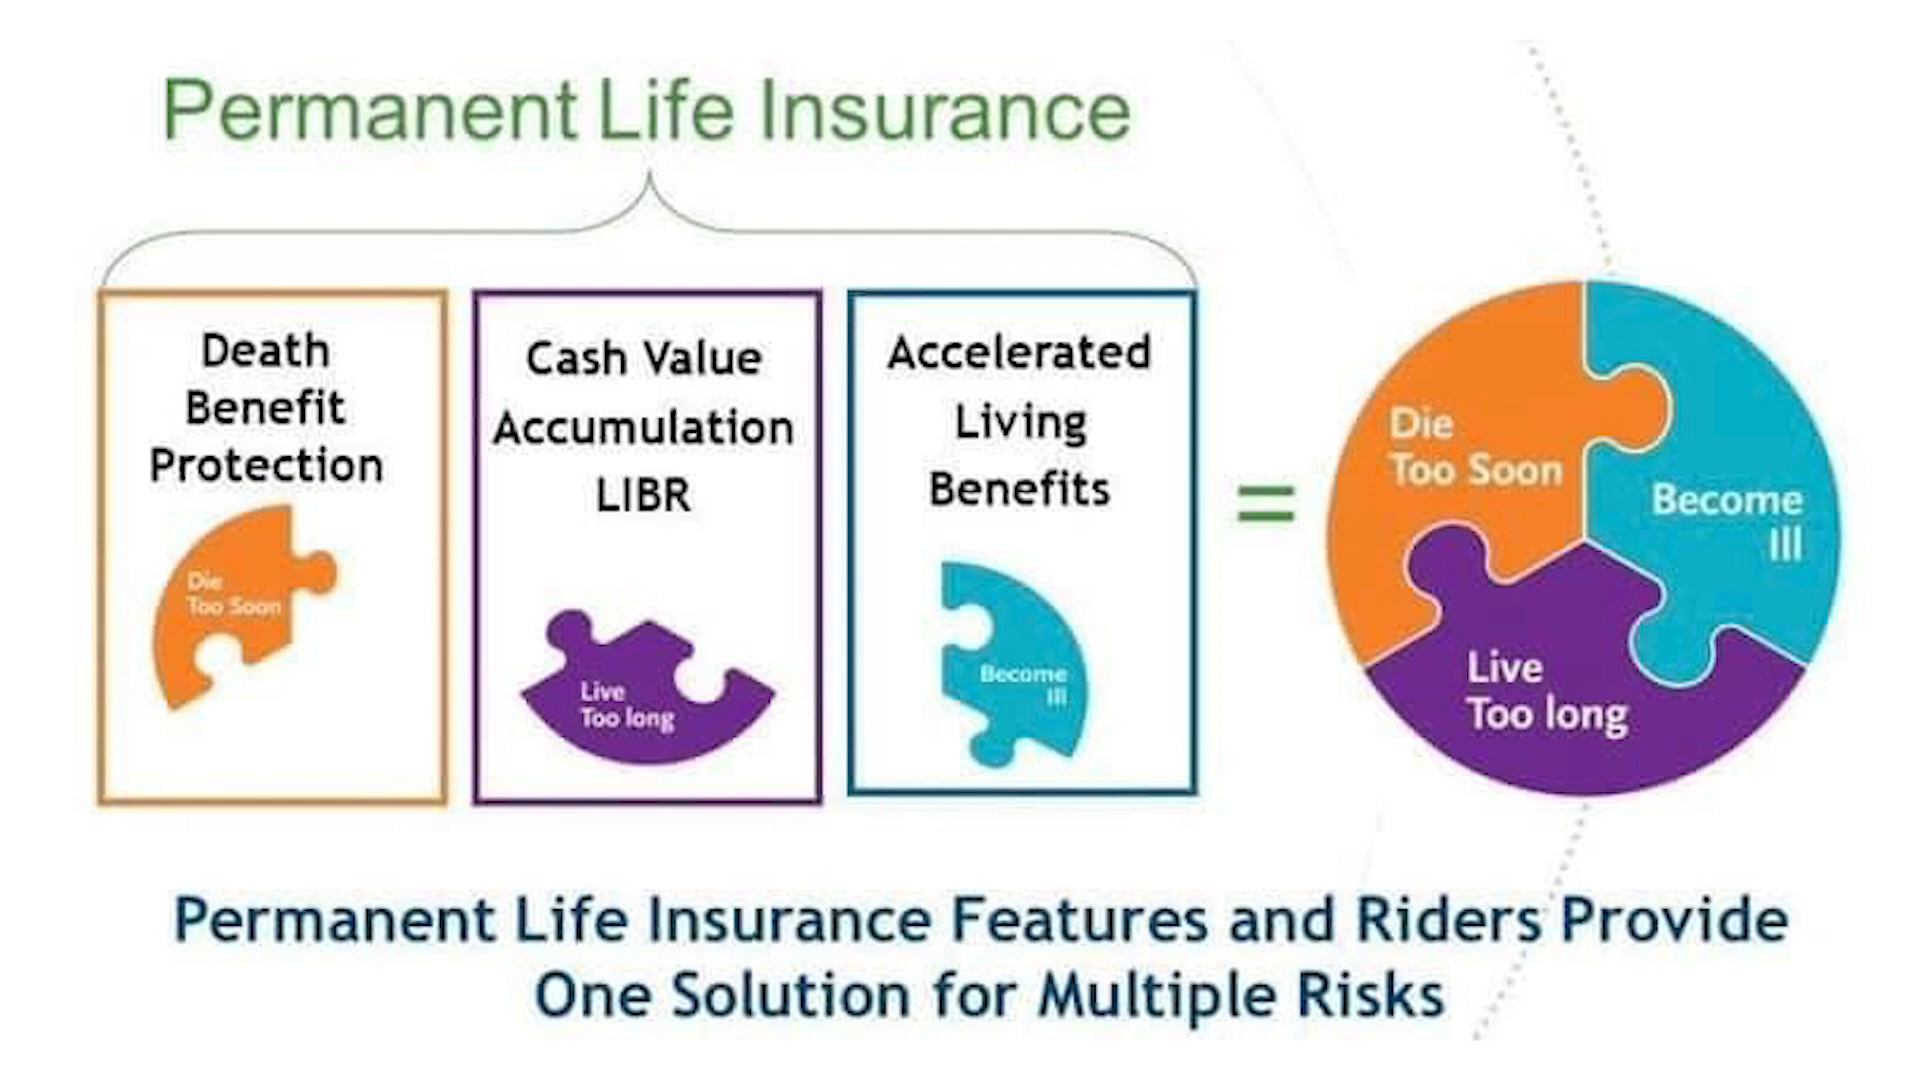 Permanent Life Insurance
Death
Benefit
Protection
Die
Too Soon
Cash Value
Accumulation
LIBR
Live
Too long
Accelerated
Living
Benefits
Become
Ill
=
Die
Too Soon
Become
Ill
Live
Too long
Permanent Life Insurance Features and Riders Provide
One Solution for Multiple Risks